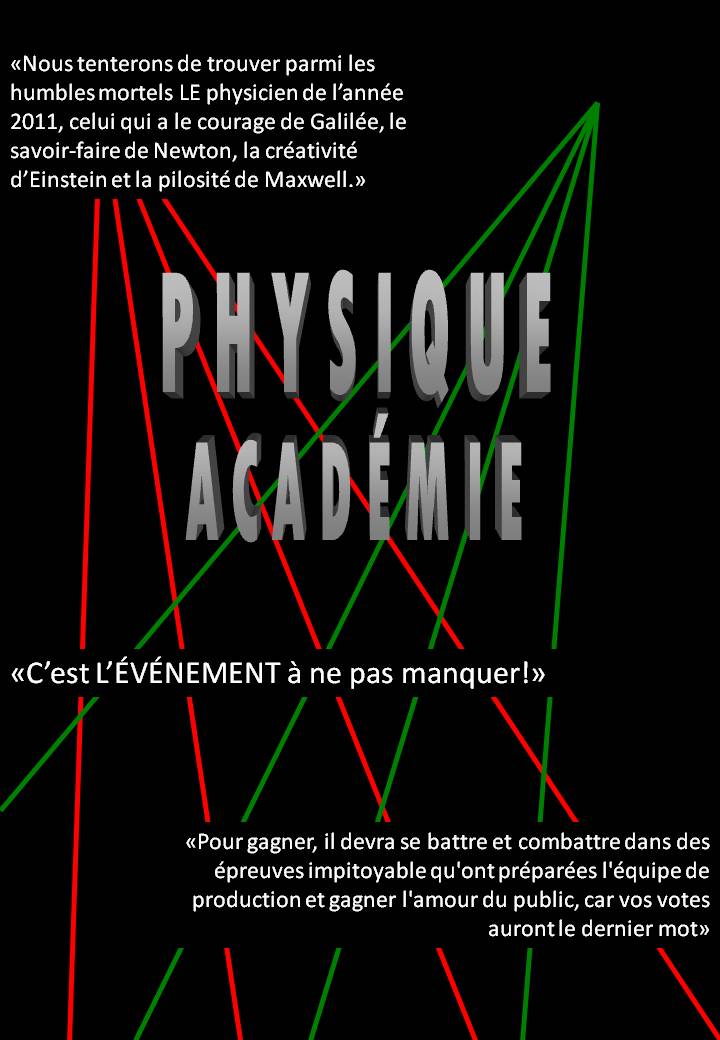 «Nous tenterons de trouver parmi les
humbles mortels LE physicien de l’année
2011, celui qui a le courage de Galilée, le
savoir-faire de Newton, la créativité
d’Einstein et la pilosité de Maxwell.»
PHYSIQUE
ACADÉMIE
«C’est L’ÉVÉNEMENT à ne pas manquer!»
«Pour gagner, il devra se battre et combattre dans des
épreuves impitoyable qu'ont préparées l'équipe de
production et gagner l'amour du public, car vos votes
auront le dernier mot»